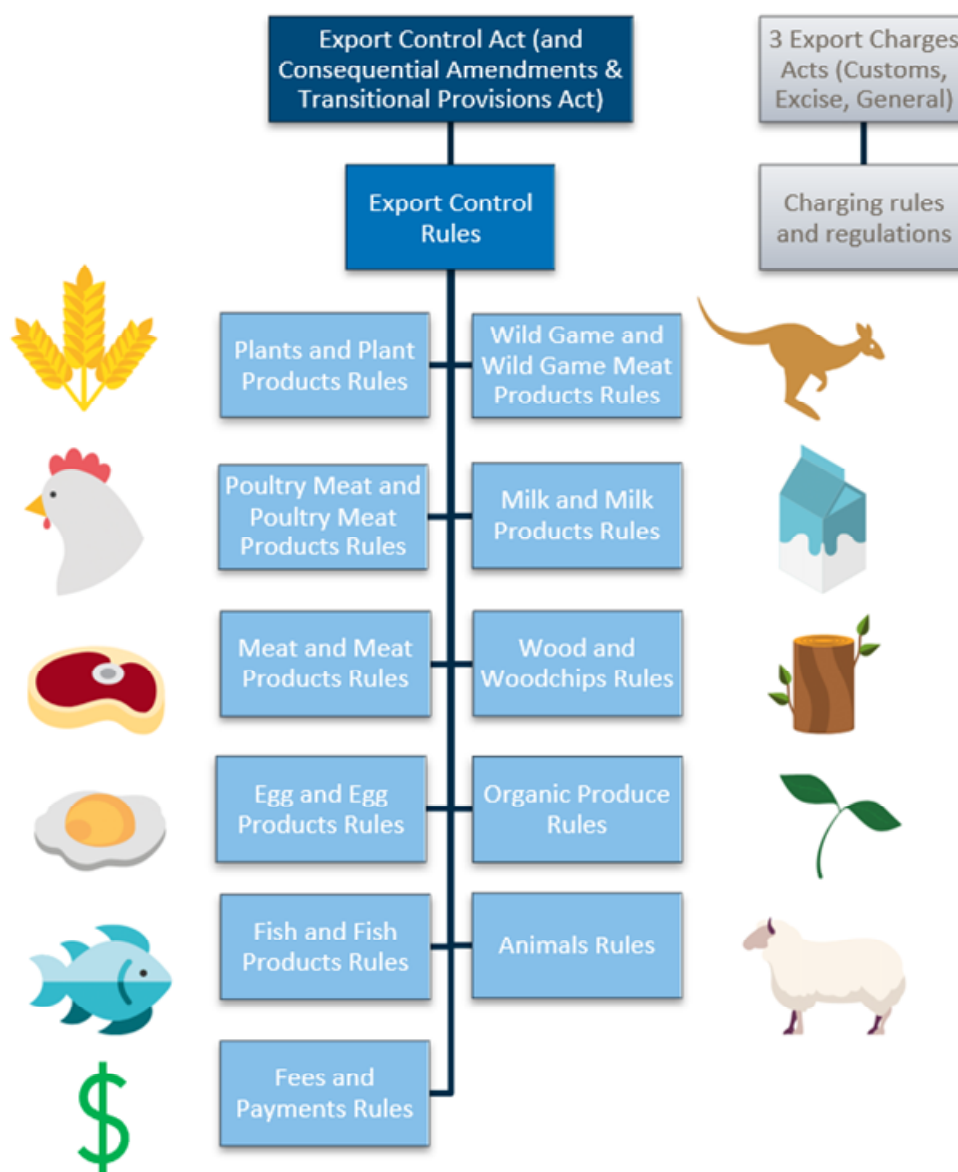 Export Control Act (and
Consequential Amendments &
Transitional Provisions Act)
3 Export Charges
Acts (Customs,
Excise, General)
Export Control
Rules
Charging rules
and regulations
Plants and Plant
Products Rules
Wild Game and
Wild Game Meat
Products Rules
Poultry Meat and
Poultry Meat
Products Rules
Milk and Milk
Products Rules
Meat and Meat
Products Rules
Wood and
Woodchips Rules
Egg and Egg
Products Rules
Organic Produce
Rules
Fish and Fish
Products Rules
Animals Rules
Fees and
Payments Rules
$